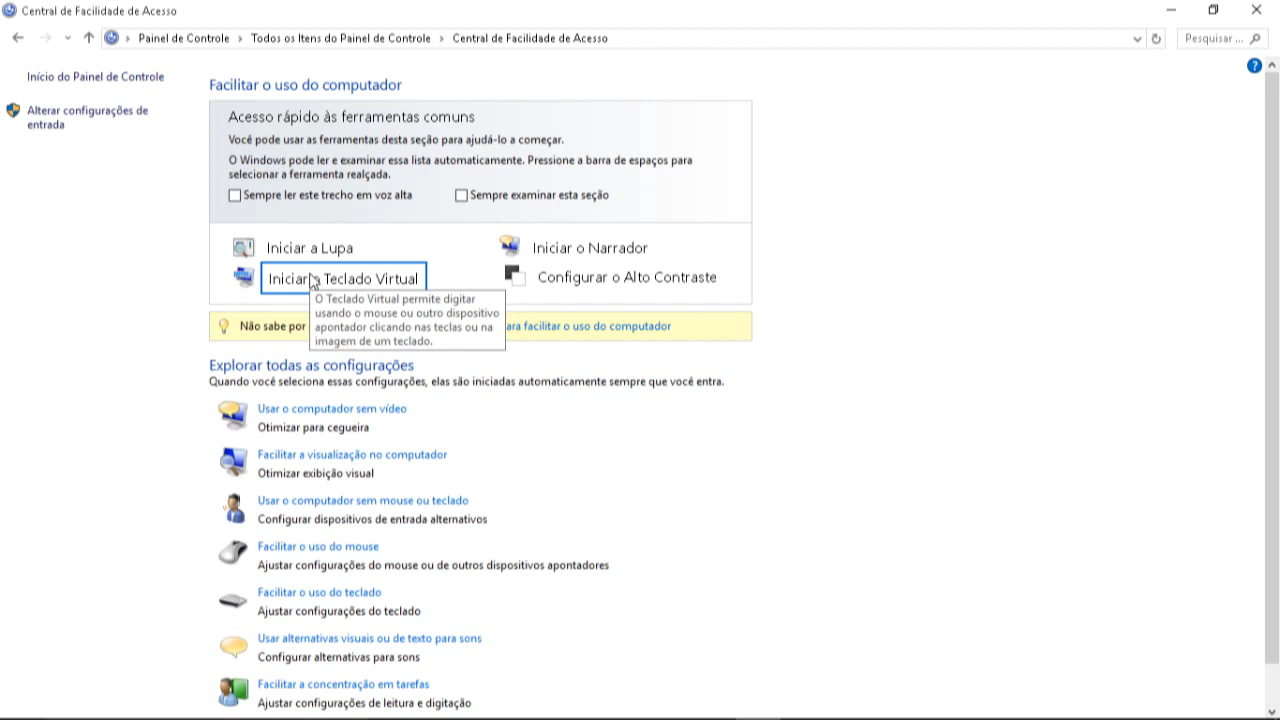 Central de Facilidade de Acesso
Painel de Controle › Todos os Itens do Painel de Controle › Central de Facilidade de Acesso
Pesquisar ...
Início do Painel de Controle
Alterar configurações de
entrada
?
Facilitar o uso do computador
Acesso rápido às ferramentas comuns
Você pode usar as ferramentas desta seção para ajudá-lo a começar.
O Windows pode ler e examinar essa lista automaticamente. Pressione a barra de espaços para
selecionar a ferramenta realçada.
Sempre ler este trecho em voz alta
Sempre examinar esta seção
Iniciar a Lupa
Iniciar o Narrador
Iniciar Teclado Virtual
Configurar o Alto Contraste
O Teclado Virtual permite digitar
usando o mouse ou outro dispositivo
apontador clicando nas teclas ou na
imagem de um teclado.
Não sabe por
ara facilitar o uso do computador
Explorar todas as configurações
Quando você seleciona essas configurações, elas são iniciadas automaticamente sempre que você entra.
Usar o computador sem vídeo
Otimizar para cegueira
Facilitar a visualização no computador
Otimizar exibição visual
Usar o computador sem mouse ou teclado
Configurar dispositivos de entrada alternativos
Facilitar o uso do mouse
Ajustar configurações do mouse ou de outros dispositivos apontadores
Facilitar o uso do teclado
Ajustar configurações do teclado
Usar alternativas visuais ou de texto para sons
Configurar alternativas para sons
Facilitar a concentração em tarefas
Ajustar configurações de leitura e digitação